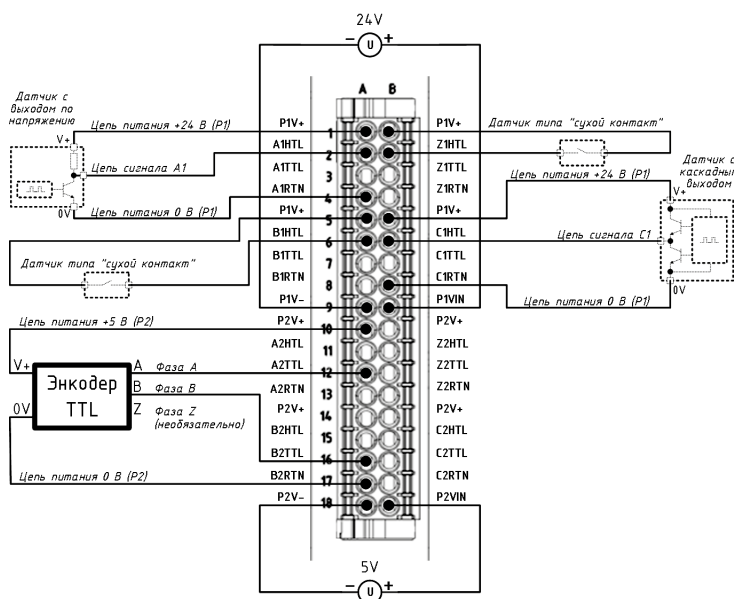 24V
− U +
A B
Датчик с
выходом по
напряжению
Цепь питания +24 В (P1)
V+
Цепь сигнала A1
0V
Цепь питания 0 В (P1)
Датчик типа "сухой контакт"
Цепь питания +5 В (P2)
V+
Энкодер
TTL
0V
A Фаза A
B Фаза B
Z Фаза Z
(необязательно)
Цепь питания 0 В (P2)
P1V+ 1 P1V+
A1HTL 2 Z1HTL
A1TTL 3 Z1TTL
A1RTN 4 Z1RTN
P1V+ 5 P1V+
B1HTL 6 C1HTL
B1TTL 7 C1TTL
B1RTN 8 C1RTN
P1V− 9 P1VIN
P2V+ 10 P2V+
A2HTL 11 Z2HTL
A2TTL 12 Z2TTL
A2RTN 13 Z2RTN
P2V+ 14 P2V+
B2HTL 15 C2HTL
B2TTL 16 C2TTL
B2RTN 17 C2RTN
P2V− 18 P2VIN
Датчик типа "сухой контакт"
Датчик с
каскадным
выходом
Цепь питания +24 В (P1)
V+
Цепь сигнала C1
0V
Цепь питания 0 В (P1)
5V
− U +